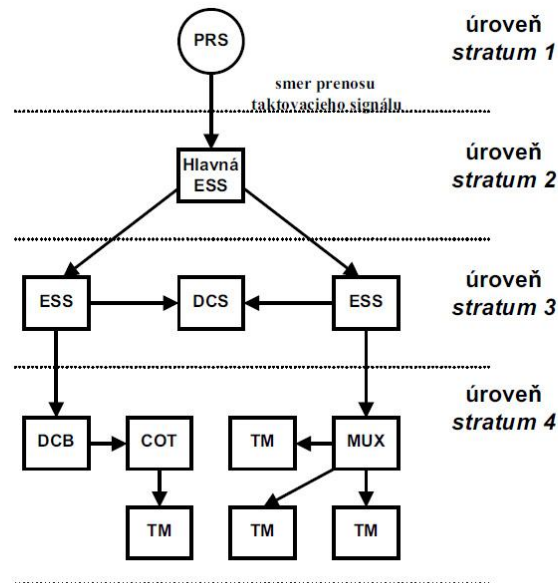 PRS
úroveň
stratum 1
smer prenosu
taktovacieho signálu
Hlavná
ESS
úroveň
stratum 2
ESS
DCS
ESS
úroveň
stratum 3
DCB
COT
TM
MUX
úroveň
stratum 4
TM
TM
TM